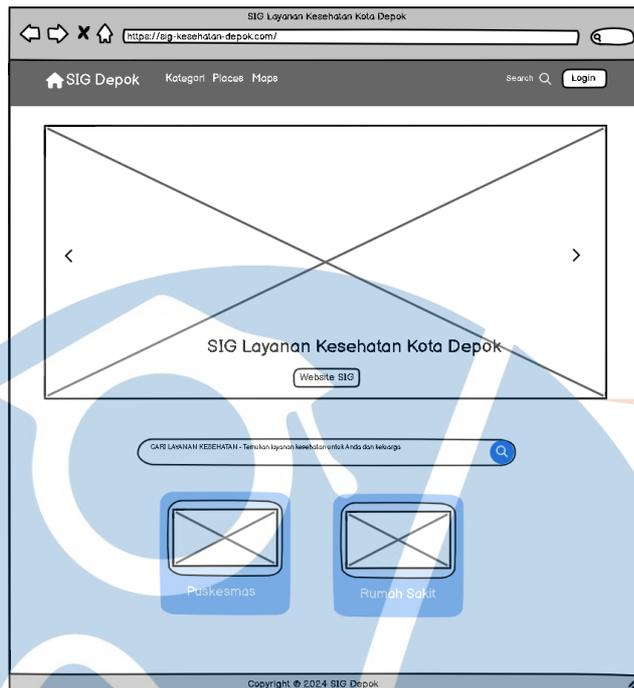 SIG Layanan Kesehatan Kota Depok
https://sig-kesehatan-depok.com/
SIG Depok Kategori Places Maps Search Login
SIG Layanan Kesehatan Kota Depok
Website SIG
CARI LAYANAN KESEHATAN - Temukan layanan kesehatan untuk Anda dan keluarga
Puskesmas Rumah Sakit
Copyright © 2024 SIG Depok